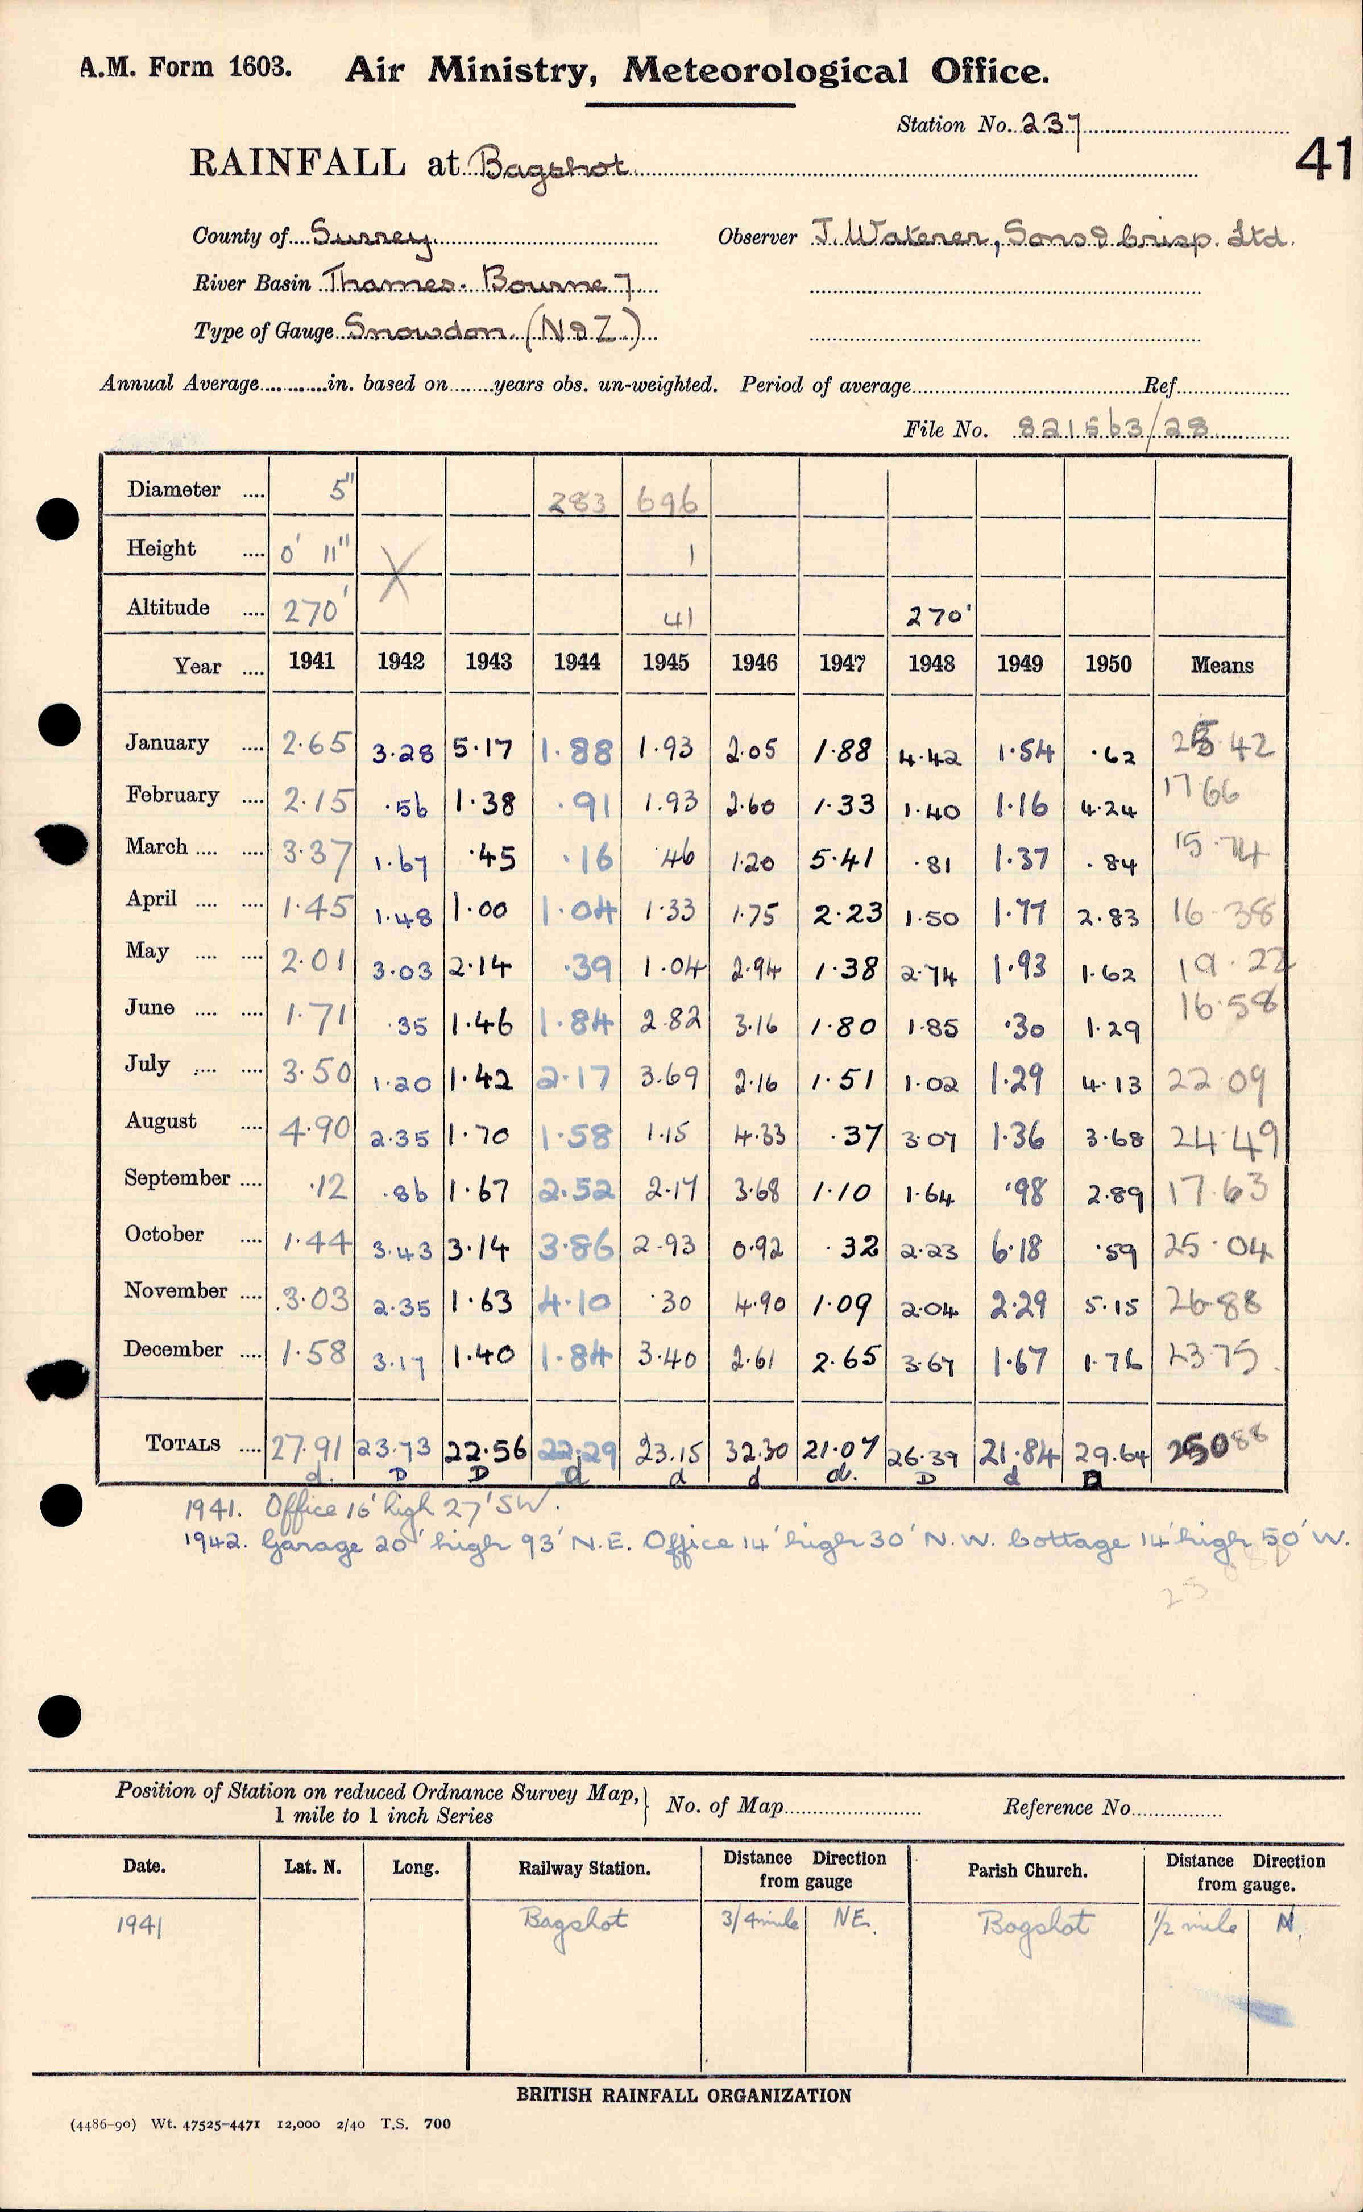 A.M. Form 1603. Air Ministry, Meteorological Office.
Station No. 237
41
RAINFALL at Bagshot
County of Surrey Observer J. Waterer, Sons & Crisp. Ltd.
River Basin Thames. Bourne 7
Type of Gauge Snowdon. (N & Z.)
Annual Average in. based on years obs. un-weighted. Period of average Ref
File No. 821563/28
Diameter 5" 283 696
Height 0' 11" X 1
Altitude 270' 41 270'
Year 1941 1942 1943 1944 1945 1946 1947 1948 1949 1950 Means
January 2.65 3.28 5.17 1.88 1.93 2.05 1.88 4.42 1.54 .62 25.42
February 2.15 .56 1.38 .91 1.93 2.60 1.33 1.40 1.16 4.24 17 66
March 3.37 1.67 .45 .16 .46 1.20 5.41 .81 1.37 .84 15.74
April 1.45 1.48 1.00 1.04 1.33 1.75 2.23 1.50 1.77 2.83 16.38
May 2.01 3.03 2.14 .39 1.04 2.94 1.38 2.74 1.93 1.62 19.22
June 1.71 .35 1.46 1.84 2.82 3.16 1.80 1.85 .30 1.29 16.58
July 3.50 1.20 1.42 2.17 3.69 2.16 1.51 1.02 1.29 4.13 22.09
August 4.90 2.35 1.70 1.58 1.15 4.33 .37 3.07 1.36 3.68 24.49
September .12 .86 1.67 2.52 2.17 3.68 1.10 1.64 .98 2.89 17.63
October 1.44 3.43 3.14 3.86 2.93 0.92 .32 2.23 6.18 .59 25.04
November 3.03 2.35 1.63 4.10 .30 4.90 1.09 2.04 2.29 5.15 26.88
December 1.58 3.17 1.40 1.84 3.40 2.61 2.65 3.67 1.67 1.76 23.75
TOTALS 27.91 23.73 22.56 22.29 23.15 32.30 21.07 26.39 21.84 29.64 250 88
d. D D d d d d. D d D
1941. Office 16' high 27' SW.
1942. Garage 20' high 93' N.E. Office 14' high 30' N.W. Cottage 14' high 50' W.
Position of Station on reduced Ordnance Survey Map, 1 mile to 1 inch Series No. of Map Reference No
Date. Lat. N. Long. Railway Station. Distance Direction from gauge Parish Church. Distance Direction from gauge.
1941 Bagshot 3/4 mile NE. Bagshot 1/2 mile N.
BRITISH RAINFALL ORGANIZATION
(4486-90) Wt. 47525-4471 12,000 2/40 T.S. 700